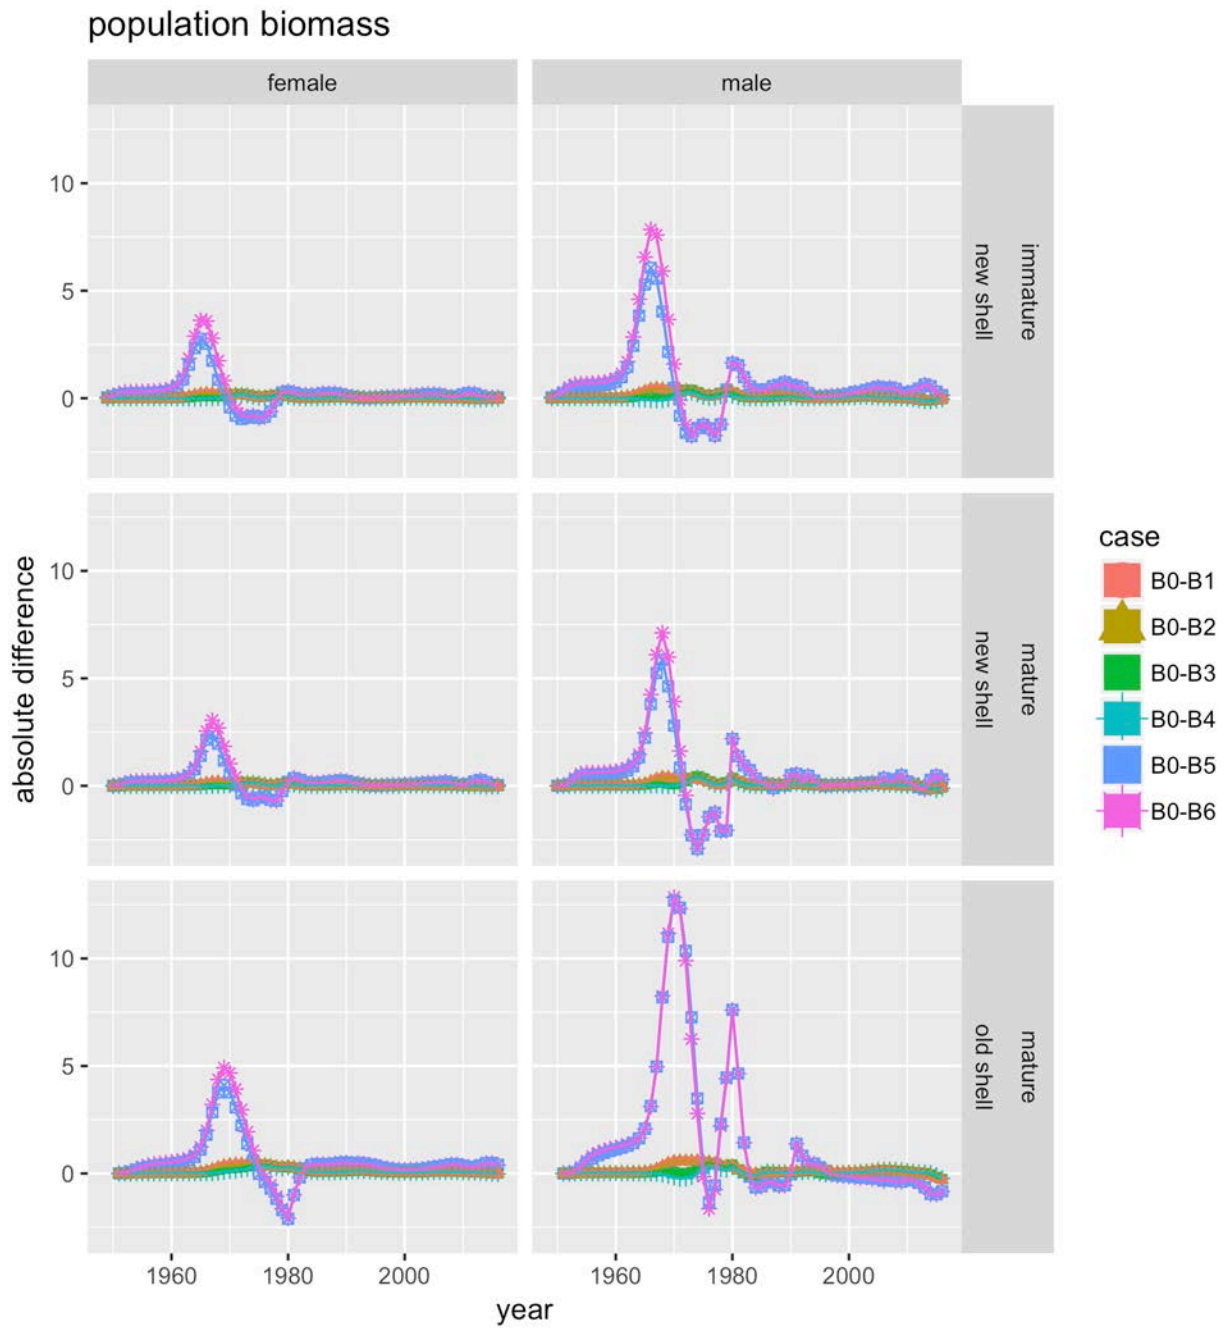 population biomass
female
male
10
5
0
immature
new shell
10
5
0
mature
new shell
10
5
0
mature
old shell
1960
1980
2000
1960
1980
2000
absolute difference
year
case
B0-B1
B0-B2
B0-B3
B0-B4
B0-B5
B0-B6